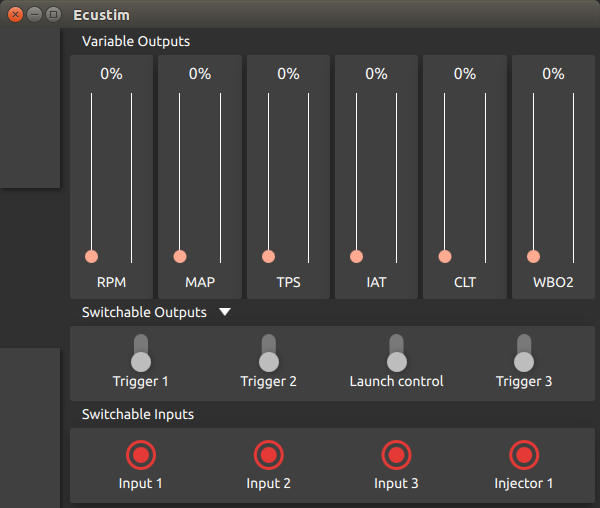 Ecustim
Variable Outputs
0% 0% 0% 0% 0% 0%
RPM MAP TPS IAT CLT WBO2
Switchable Outputs
Trigger 1 Trigger 2 Launch control Trigger 3
Switchable Inputs
Input 1 Input 2 Input 3 Injector 1